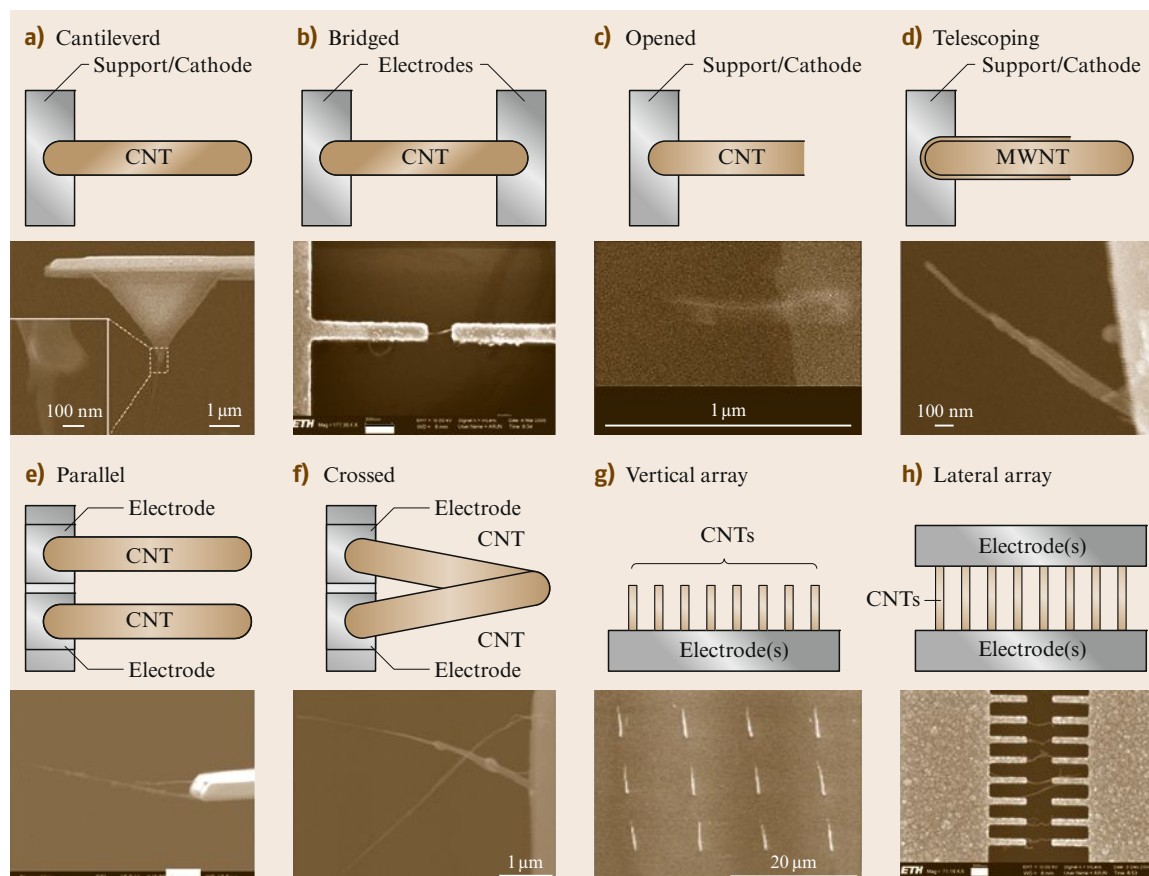 a) Cantileverd
Support/Cathode
CNT
100 nm
1 µm
b) Bridged
Electrodes
CNT
ETH
c) Opened
Support/Cathode
CNT
1 µm
d) Telescoping
Support/Cathode
MWNT
100 nm
e) Parallel
Electrode
CNT
CNT
Electrode
f) Crossed
Electrode
CNT
CNT
Electrode
1 µm
g) Vertical array
CNTs
Electrode(s)
20 µm
h) Lateral array
Electrode(s)
CNTs
Electrode(s)
ETH